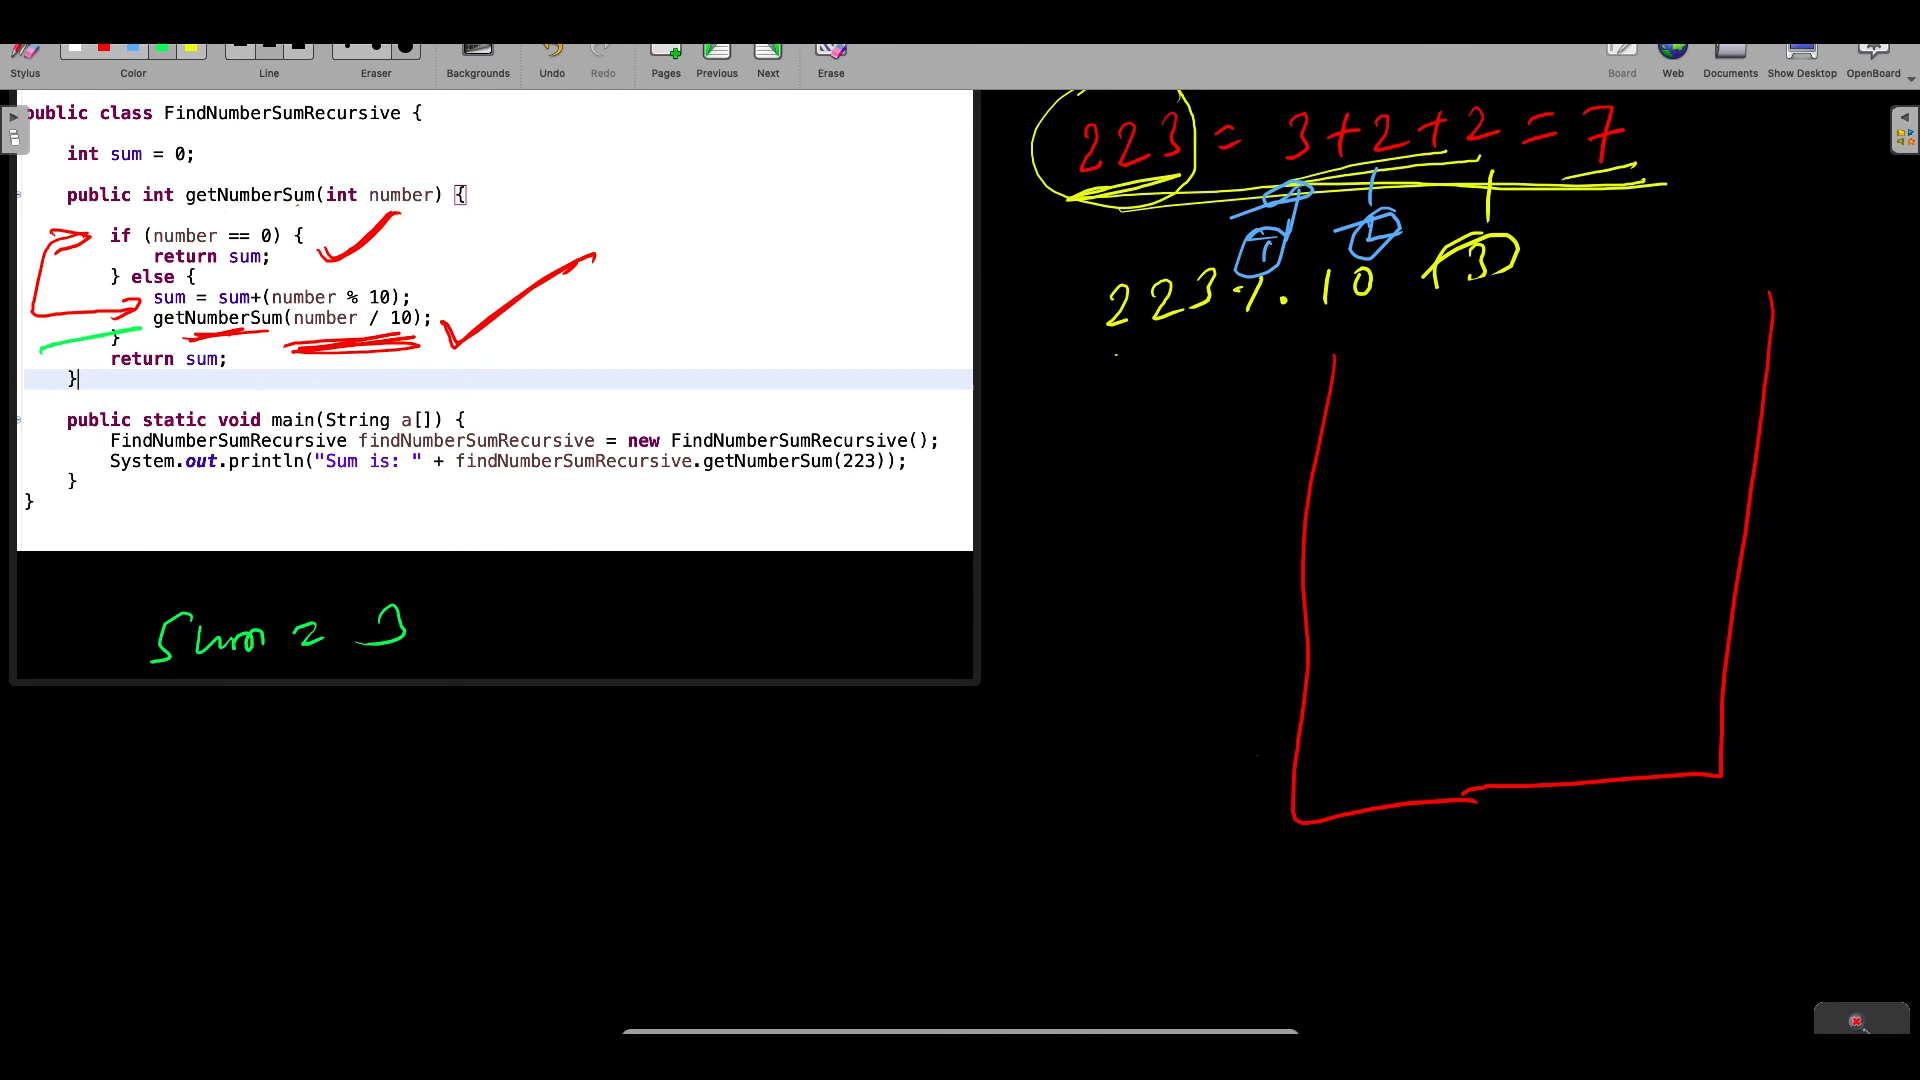 Stylus Color Line Eraser Backgrounds Undo Redo Pages Previous Next Erase Board Web Documents Show Desktop OpenBoard
public class FindNumberSumRecursive {
int sum = 0;
public int getNumberSum(int number) {
if (number == 0) {
return sum;
} else {
sum = sum+(number % 10);
getNumberSum(number / 10);
}
return sum;
}
public static void main(String a[]) {
FindNumberSumRecursive findNumberSumRecursive = new FindNumberSumRecursive();
System.out.println("Sum is: " + findNumberSumRecursive.getNumberSum(223));
}
}
Sum = 3
223 = 3+2+2 = 7
223 % 10 3